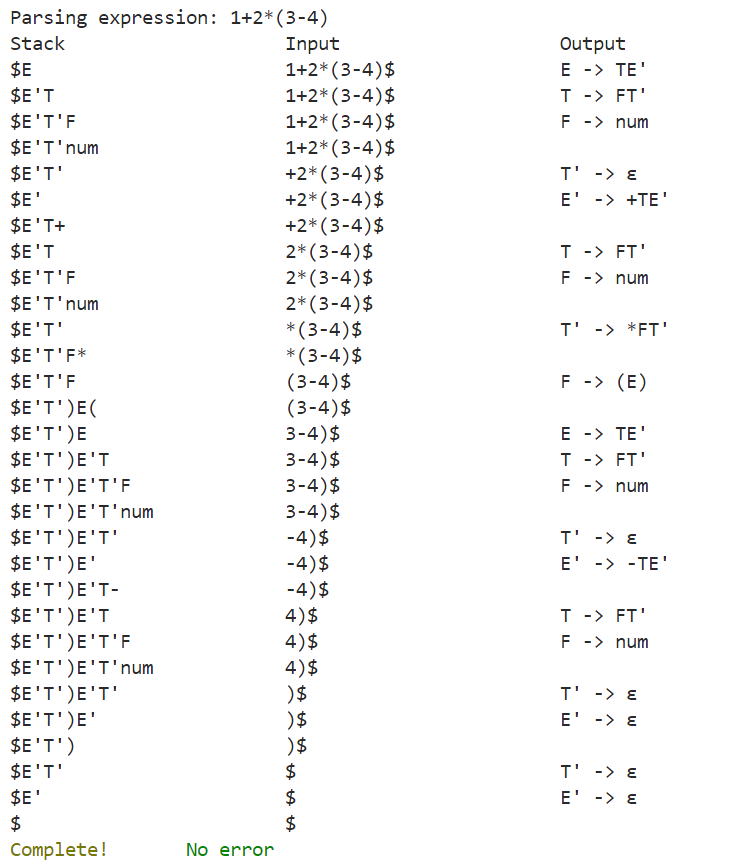 Parsing expression: 1+2*(3-4)
Stack Input Output
$E 1+2*(3-4)$ E -> TE'
$E'T 1+2*(3-4)$ T -> FT'
$E'T'F 1+2*(3-4)$ F -> num
$E'T'num 1+2*(3-4)$
$E'T' +2*(3-4)$ T' -> ε
$E' +2*(3-4)$ E' -> +TE'
$E'T+ +2*(3-4)$
$E'T 2*(3-4)$ T -> FT'
$E'T'F 2*(3-4)$ F -> num
$E'T'num 2*(3-4)$
$E'T' *(3-4)$ T' -> *FT'
$E'T'F* *(3-4)$
$E'T'F (3-4)$ F -> (E)
$E'T')E( (3-4)$
$E'T')E 3-4)$ E -> TE'
$E'T')E'T 3-4)$ T -> FT'
$E'T')E'T'F 3-4)$ F -> num
$E'T')E'T'num 3-4)$
$E'T')E'T' -4)$ T' -> ε
$E'T')E' -4)$ E' -> -TE'
$E'T')E'T- -4)$
$E'T')E'T 4)$ T -> FT'
$E'T')E'T'F 4)$ F -> num
$E'T')E'T'num 4)$
$E'T')E'T' )$ T' -> ε
$E'T')E' )$ E' -> ε
$E'T') )$
$E'T' $ T' -> ε
$E' $ E' -> ε
$ $
Complete! No error